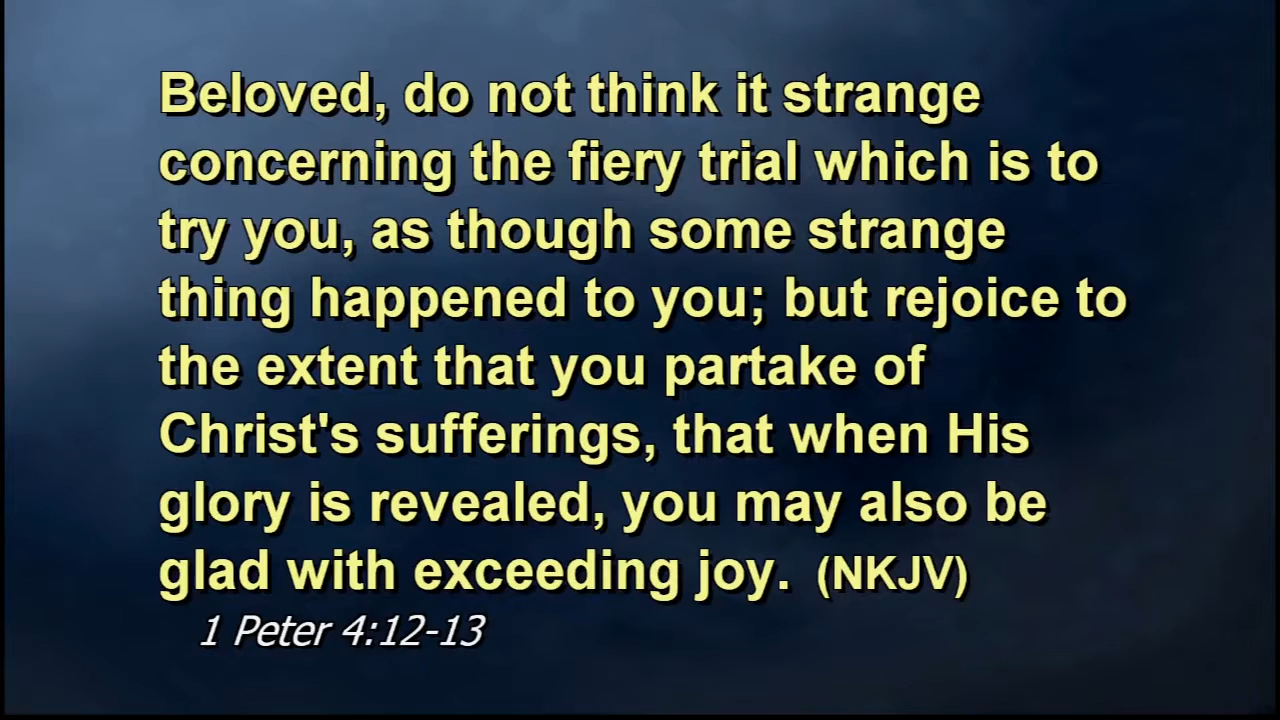 Beloved, do not think it strange
concerning the fiery trial which is to
try you, as though some strange
thing happened to you; but rejoice to
the extent that you partake of
Christ's sufferings, that when His
glory is revealed, you may also be
glad with exceeding joy. (NKJV)
1 Peter 4:12-13